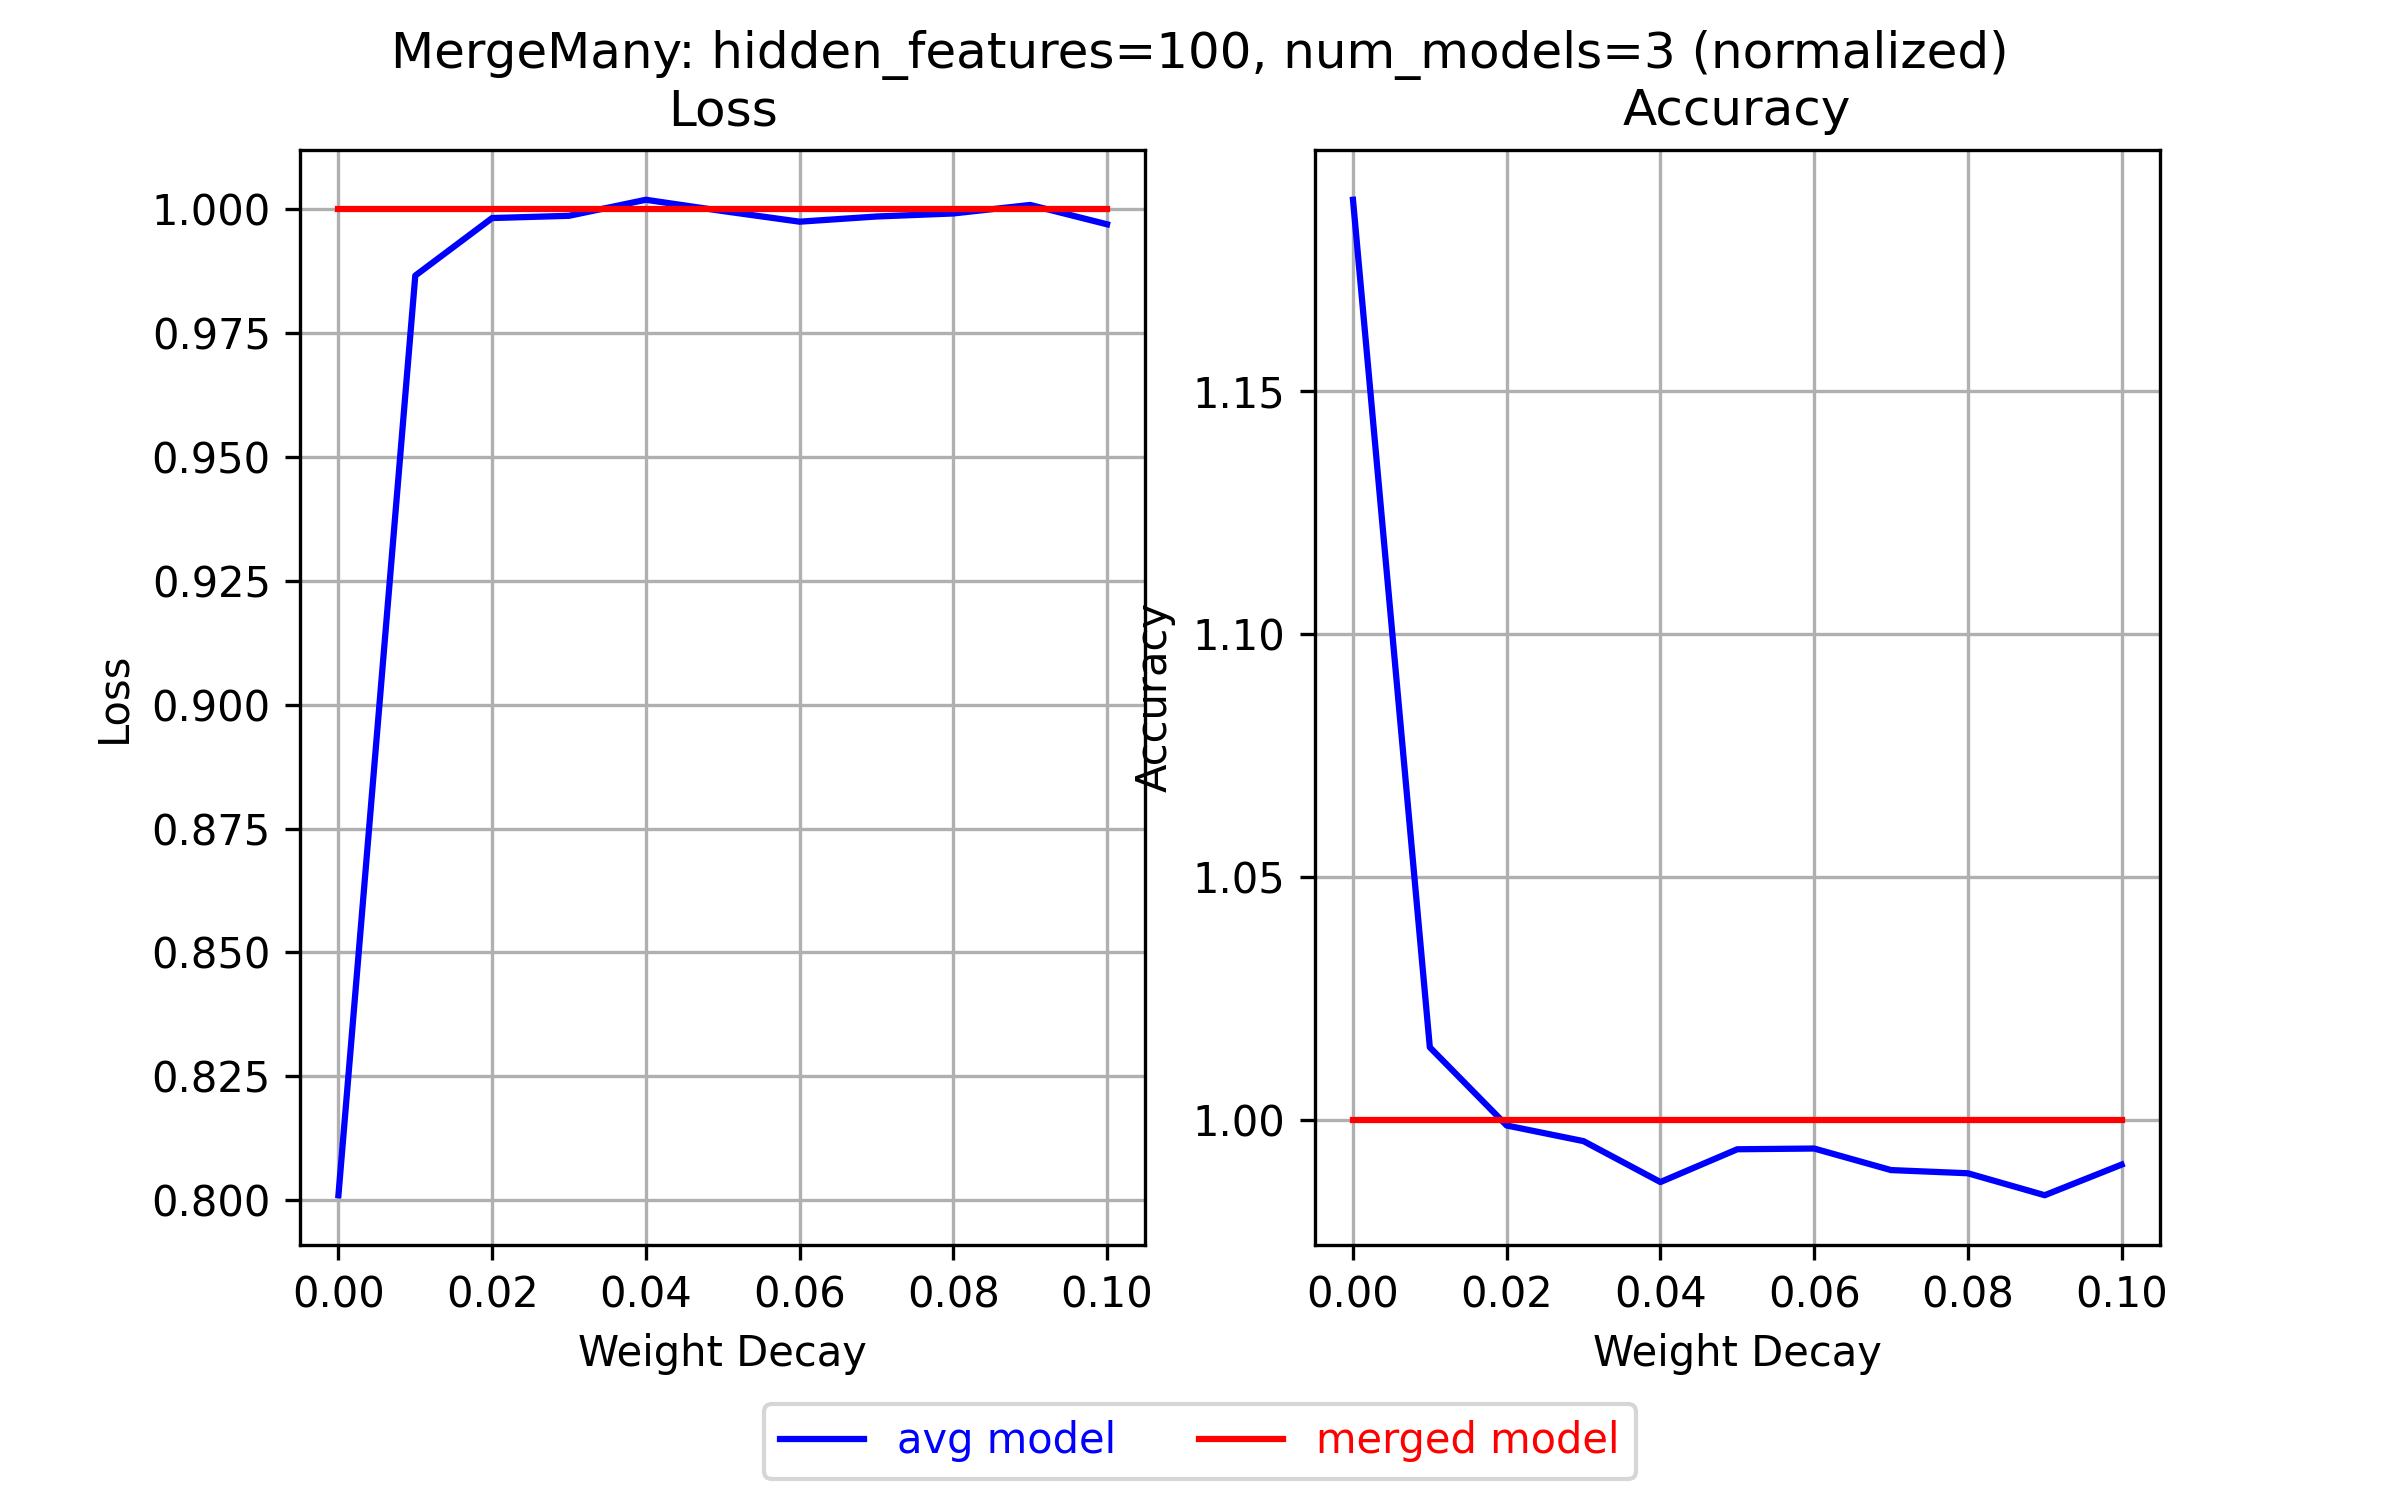 MergeMany: hidden_features=100, num_models=3 (normalized)
Loss
1.000
0.975
0.950
0.925
0.900
0.875
0.850
0.825
0.800
Loss
0.00 0.02 0.04 0.06 0.08 0.10
Weight Decay
Accuracy
1.15
1.10
1.05
1.00
Accuracy
0.00 0.02 0.04 0.06 0.08 0.10
Weight Decay
avg model merged model